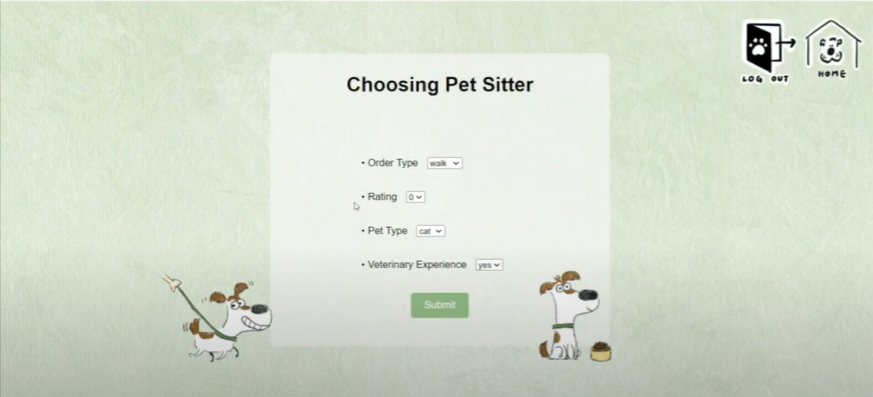 LOG OUT
HOME
Choosing Pet Sitter
• Order Type walk
• Rating 0
• Pet Type cat
• Veterinary Experience yes
Submit